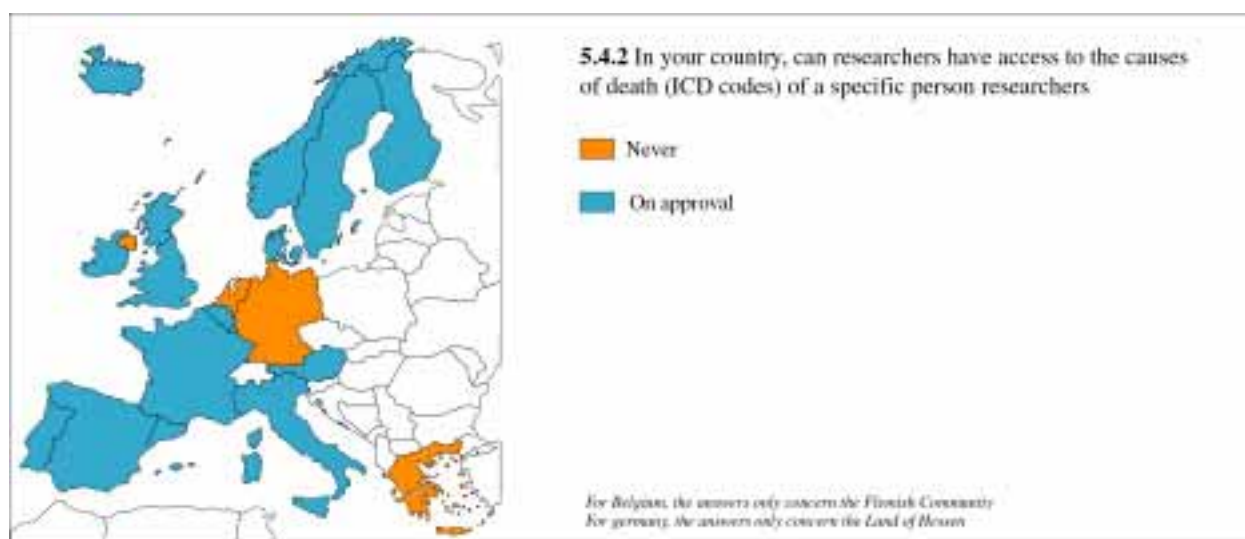 5.4.2 In your country, can researchers have access to the causes
of death (ICD codes) of a specific person researchers
Never
On approval
For Belgium, the answers only concern the Flemish Community
For germany, the answers only concern the Land of Hessen